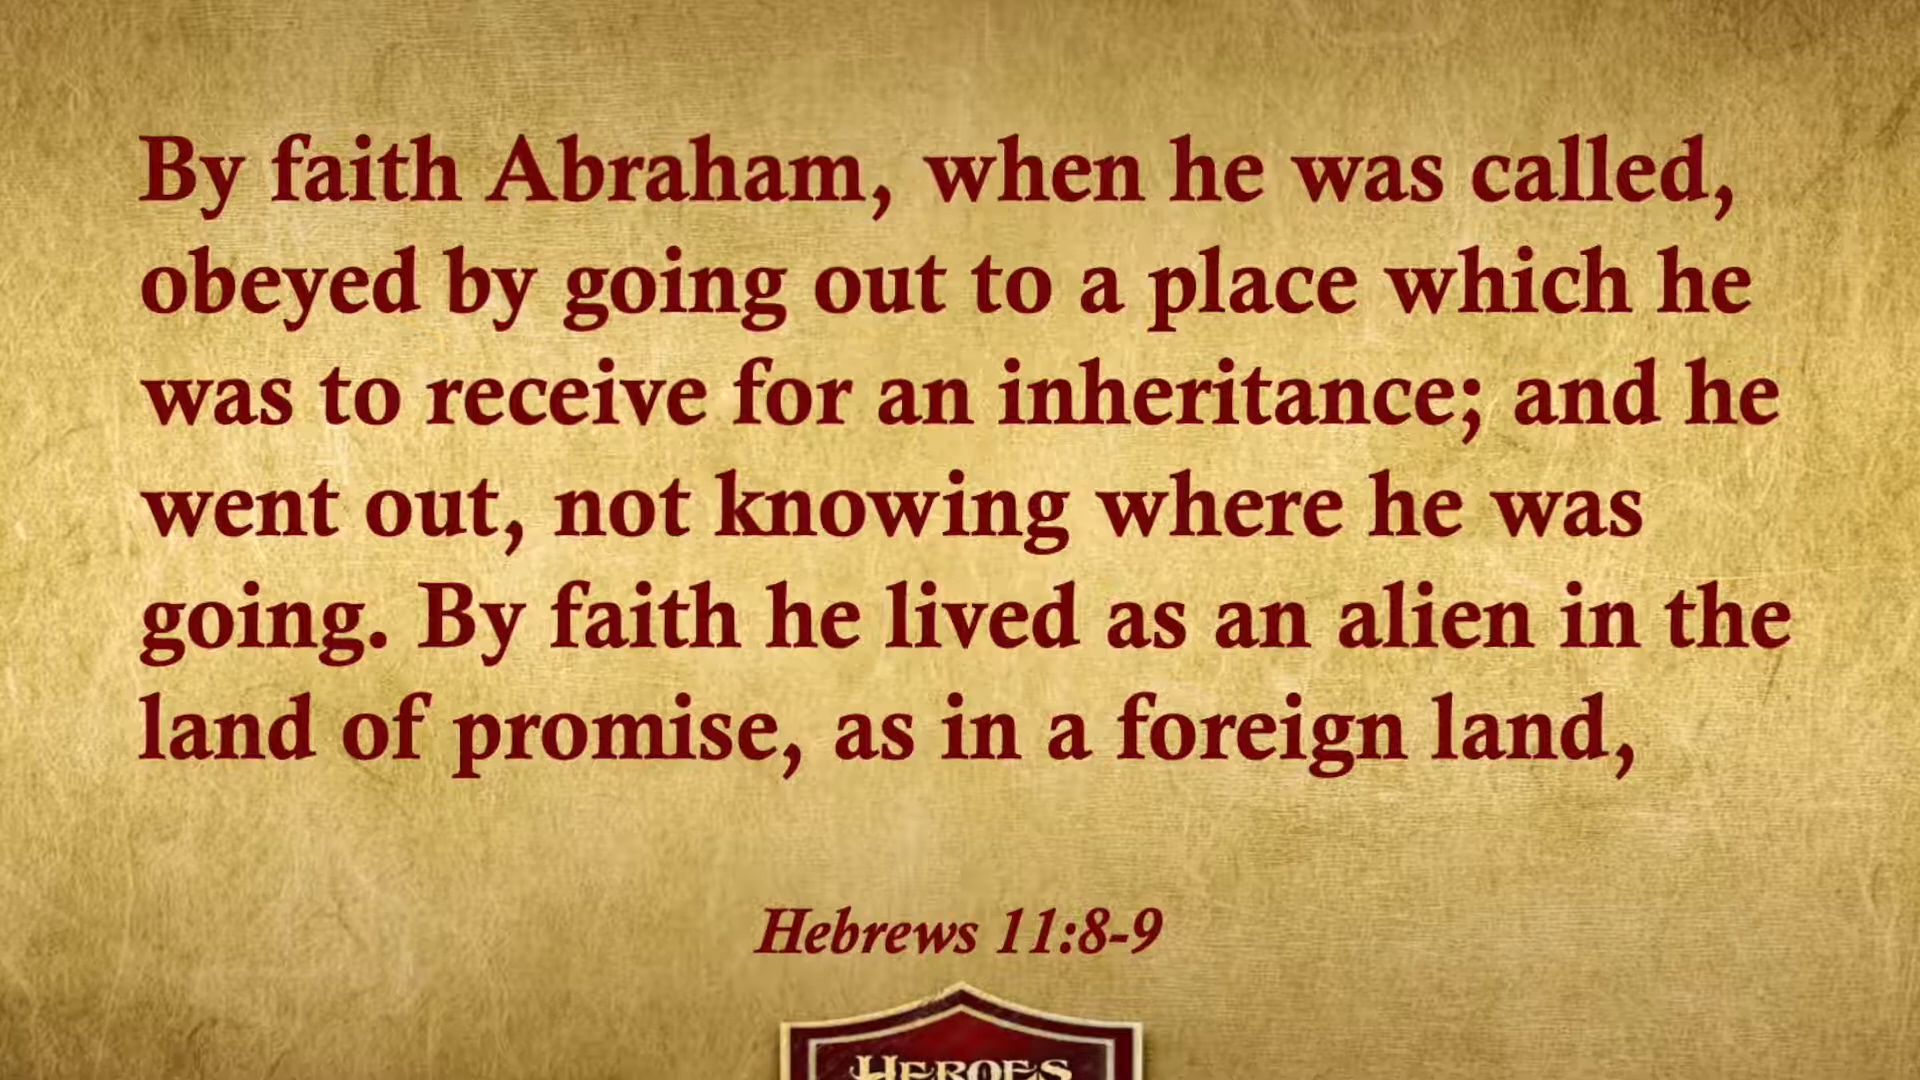 By faith Abraham, when he was called,
obeyed by going out to a place which he
was to receive for an inheritance; and he
went out, not knowing where he was
going. By faith he lived as an alien in the
land of promise, as in a foreign land,
Hebrews 11:8-9
HEROES